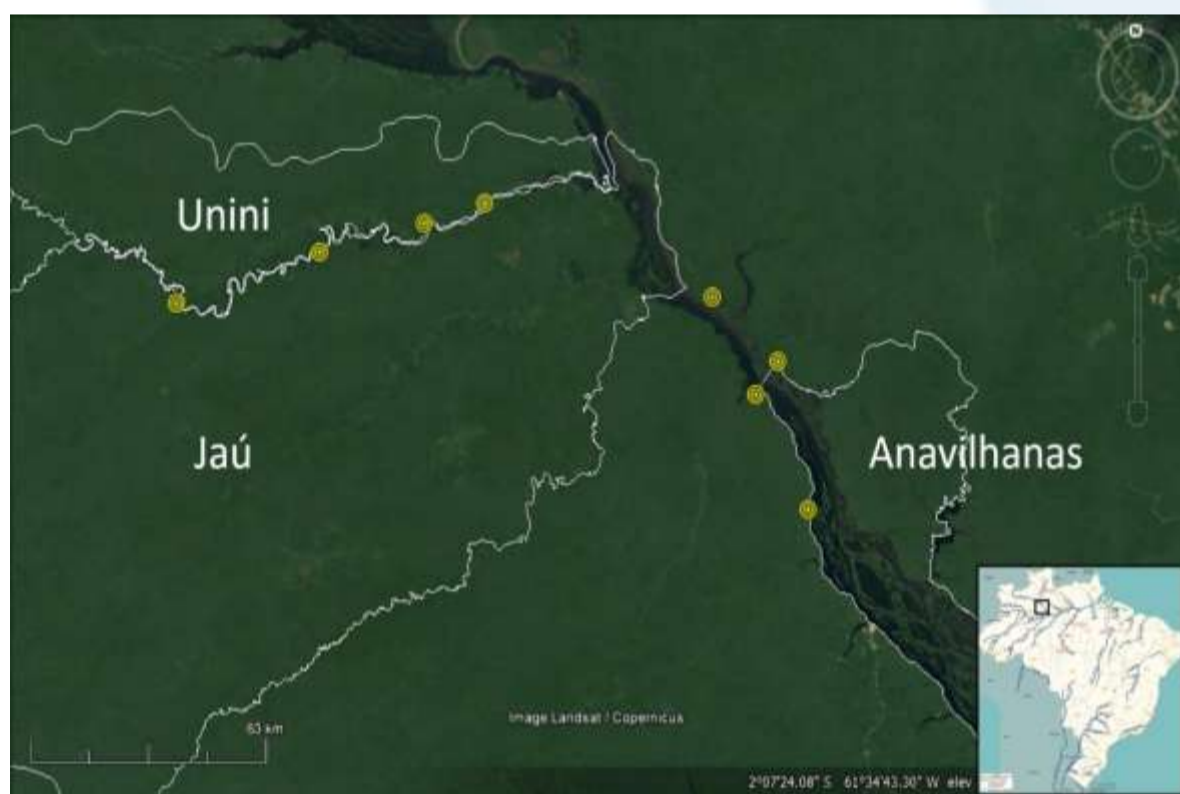 N
Unini
Jaú
Anavilhanas
63 km
Image Landsat / Copernicus
2°07'24.08" S 61°34'43.30" W elev